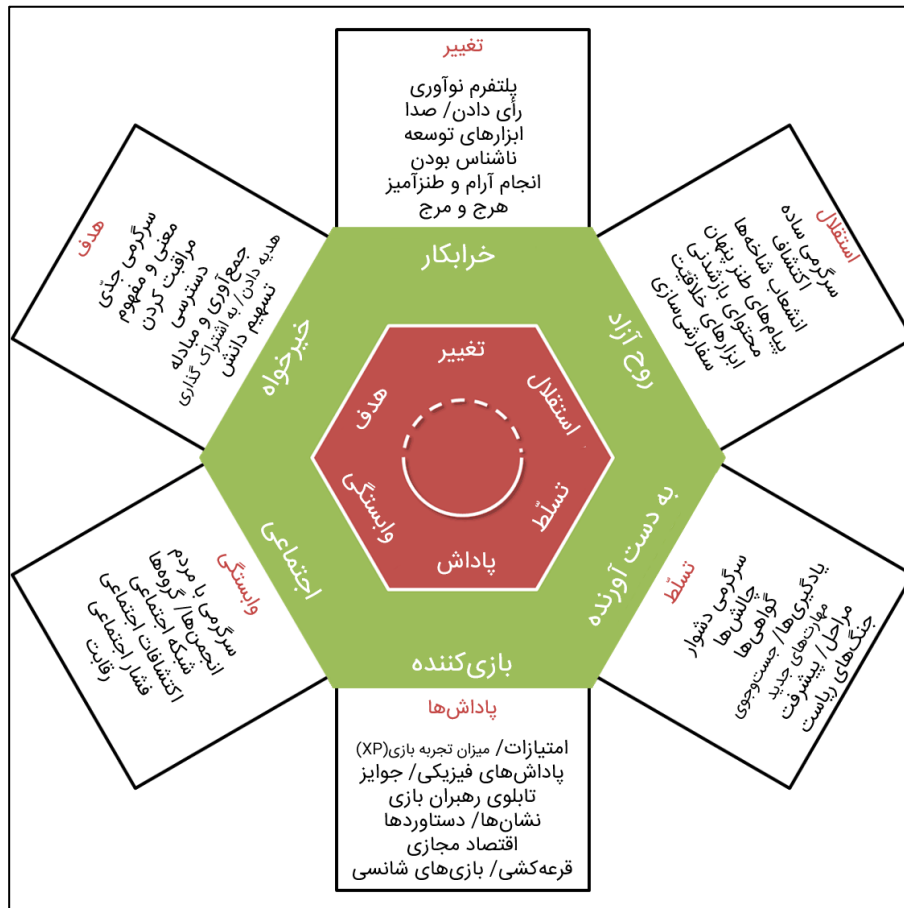 تغییر
پلتفرم نوآوری
رأی دادن/ صدا
ابزارهای توسعه
ناشناس بودن
انجام آرام و طنزآمیز
هرج و مرج
استقلال
سرگرمی ساده
اکتشاف
انشعاب شاخه‌ها
پیام‌های طنز پنهان
محتوای بازشدنی
ابزارهای خلاقیّت
سفارشی‌سازی
تسلّط
سرگرمی دشوار
چالش‌ها
گواهی‌ها
یادگیری‌ها/ جست‌وجوی
مهارت‌های جدید
مراحل/ پیشرفت
جنگ‌های ریاست
پاداش‌ها
امتیازات/ میزان تجربه بازی(XP)
پاداش‌های فیزیکی/ جوایز
تابلوی رهبران بازی
نشان‌ها/ دستاوردها
اقتصاد مجازی
قرعه‌کشی/ بازی‌های شانسی
وابستگی
سرگرمی با مردم
انجمن‌ها/ گروه‌ها
شبکه اجتماعی
اکتشافات اجتماعی
فشار اجتماعی
رقابت
هدف
سرگرمی جدّی
معنی و مفهوم
مراقبت کردن
دسترسی
جمع‌آوری و مبادله
هدیه دادن/ به اشتراک گذاری
تسهیم دانش
خرابکار
روح آزاد
به دست آورنده
بازی‌کننده
اجتماعی
خیرخواه
تغییر
استقلال
تسلّط
پاداش
وابستگی
هدف